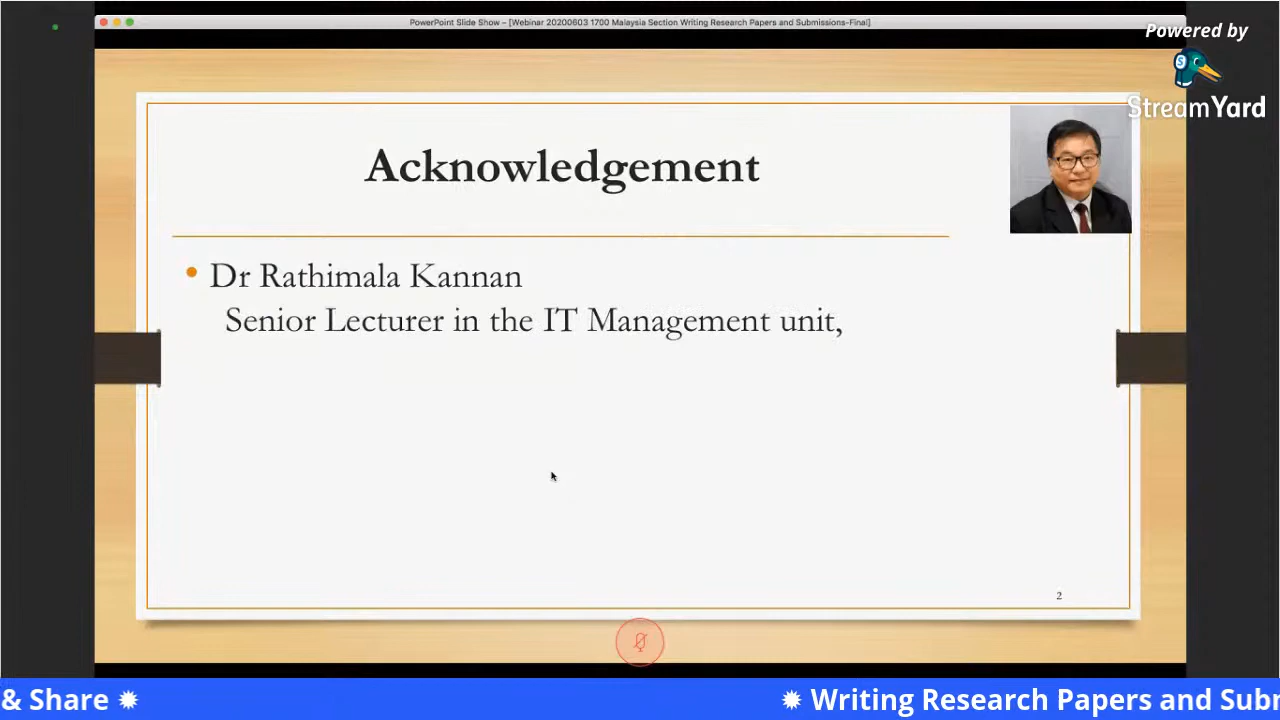 PowerPoint Slide Show – [Webinar 20200603 1700 Malaysia Section Writing Research Papers and Submissions-Final]
Powered by
StreamYard
Acknowledgement
• Dr Rathimala Kannan
Senior Lecturer in the IT Management unit,
2
& Share ✹ ✹ Writing Research Papers and Subm